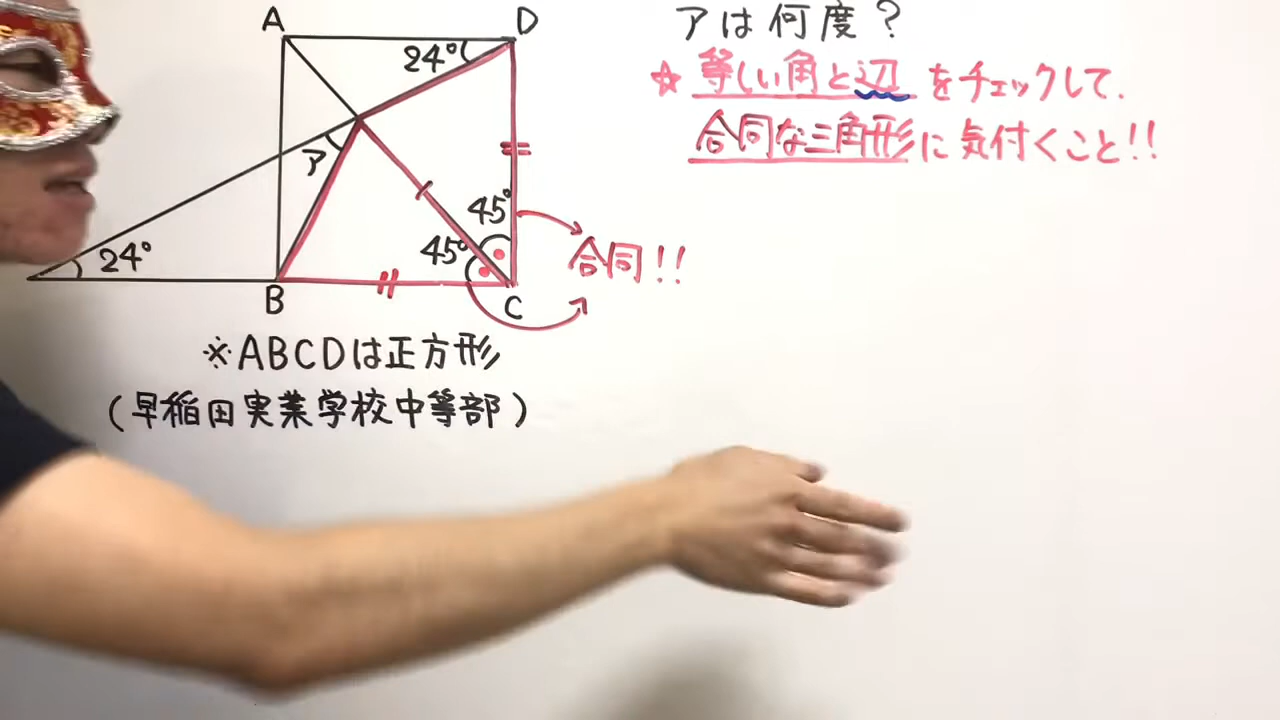 アは何度?
☆等しい角と辺をチェックして.
合同な三角形に気付くこと!!
A
D
24°
ア
45°
45°
24°
合同!!
B
C
※ABCDは正方形
(早稲田実業学校中等部)